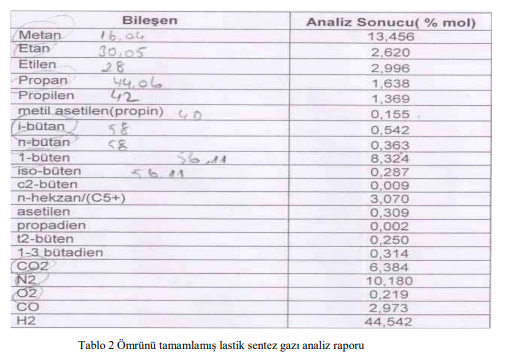 Bileşen Analiz Sonucu( % mol)
Metan 16.04 13,456
Etan 30.05 2,620
Etilen 28 2,996
Propan 44.06 1,638
Propilen 42 1,369
metil asetilen(propin) 40 0,155
i-bütan 58 0,542
n-bütan 58 0,363
1-büten 56.11 8,324
iso-büten 56.11 0,287
c2-büten 0,009
n-hekzan/(C5+) 3,070
asetilen 0,309
propadien 0,002
t2-büten 0,250
1-3 bütadien 0,314
CO2 6,384
N2 10,180
O2 0,219
CO 2,973
H2 44,542
Tablo 2 Ömrünü tamamlamış lastik sentez gazı analiz raporu